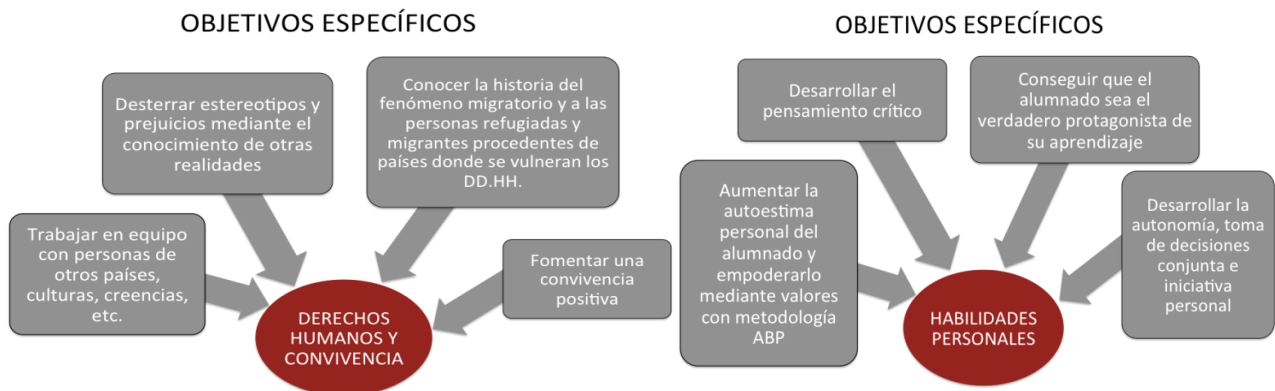 OBJETIVOS ESPECÍFICOS
Desterrar estereotipos y
prejuicios mediante el
conocimiento de otras
realidades
Conocer la historia del
fenómeno migratorio y a las
personas refugiadas y
migrantes procedentes de
países donde se vulneran los
DD.HH.
Trabajar en equipo
con personas de
otros países,
culturas, creencias,
etc.
Fomentar una
convivencia
positiva
DERECHOS
HUMANOS Y
CONVIVENCIA
OBJETIVOS ESPECÍFICOS
Desarrollar el
pensamiento crítico
Conseguir que el
alumnado sea el
verdadero protagonista de
su aprendizaje
Aumentar la
autoestima
personal del
alumnado y
empoderarlo
mediante valores
con metodología
ABP
Desarrollar la
autonomía, toma
de decisiones
conjunta e
iniciativa
personal
HABILIDADES
PERSONALES